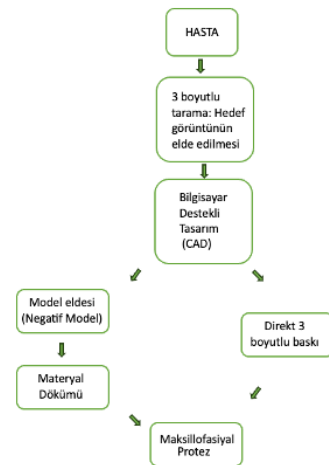 HASTA
3 boyutlu
tarama: Hedef
görüntünün
elde edilmesi
Bilgisayar
Destekli
Tasarım
(CAD)
Model eldesi
(Negatif Model)
Direkt 3
boyutlu baskı
Materyal
Dökümü
Maksillofasiyal
Protez